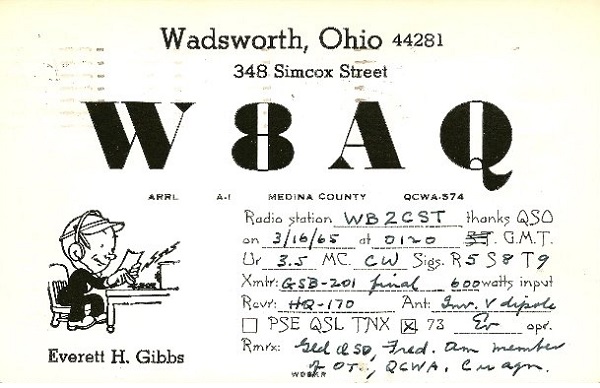 Wadsworth, Ohio 44281
348 Simcox Street
W 8 A Q
ARRL A-1 MEDINA COUNTY QCWA-574
Radio station WB2CST thanks QSO
on 3/16/65 at 0120 G.M.T.
Ur 3.5 MC. CW Sigs. R5 S8 T9
Xmtr: GSB-201 final 600 watts input
Rcvr: HQ-170 Ant: Inv. V dipole
PSE QSL TNX 73 Ev opr.
Rmrx: Gld QSO, Fred. Am member
of OT, QCWA. Cu agn.
Everett H. Gibbs